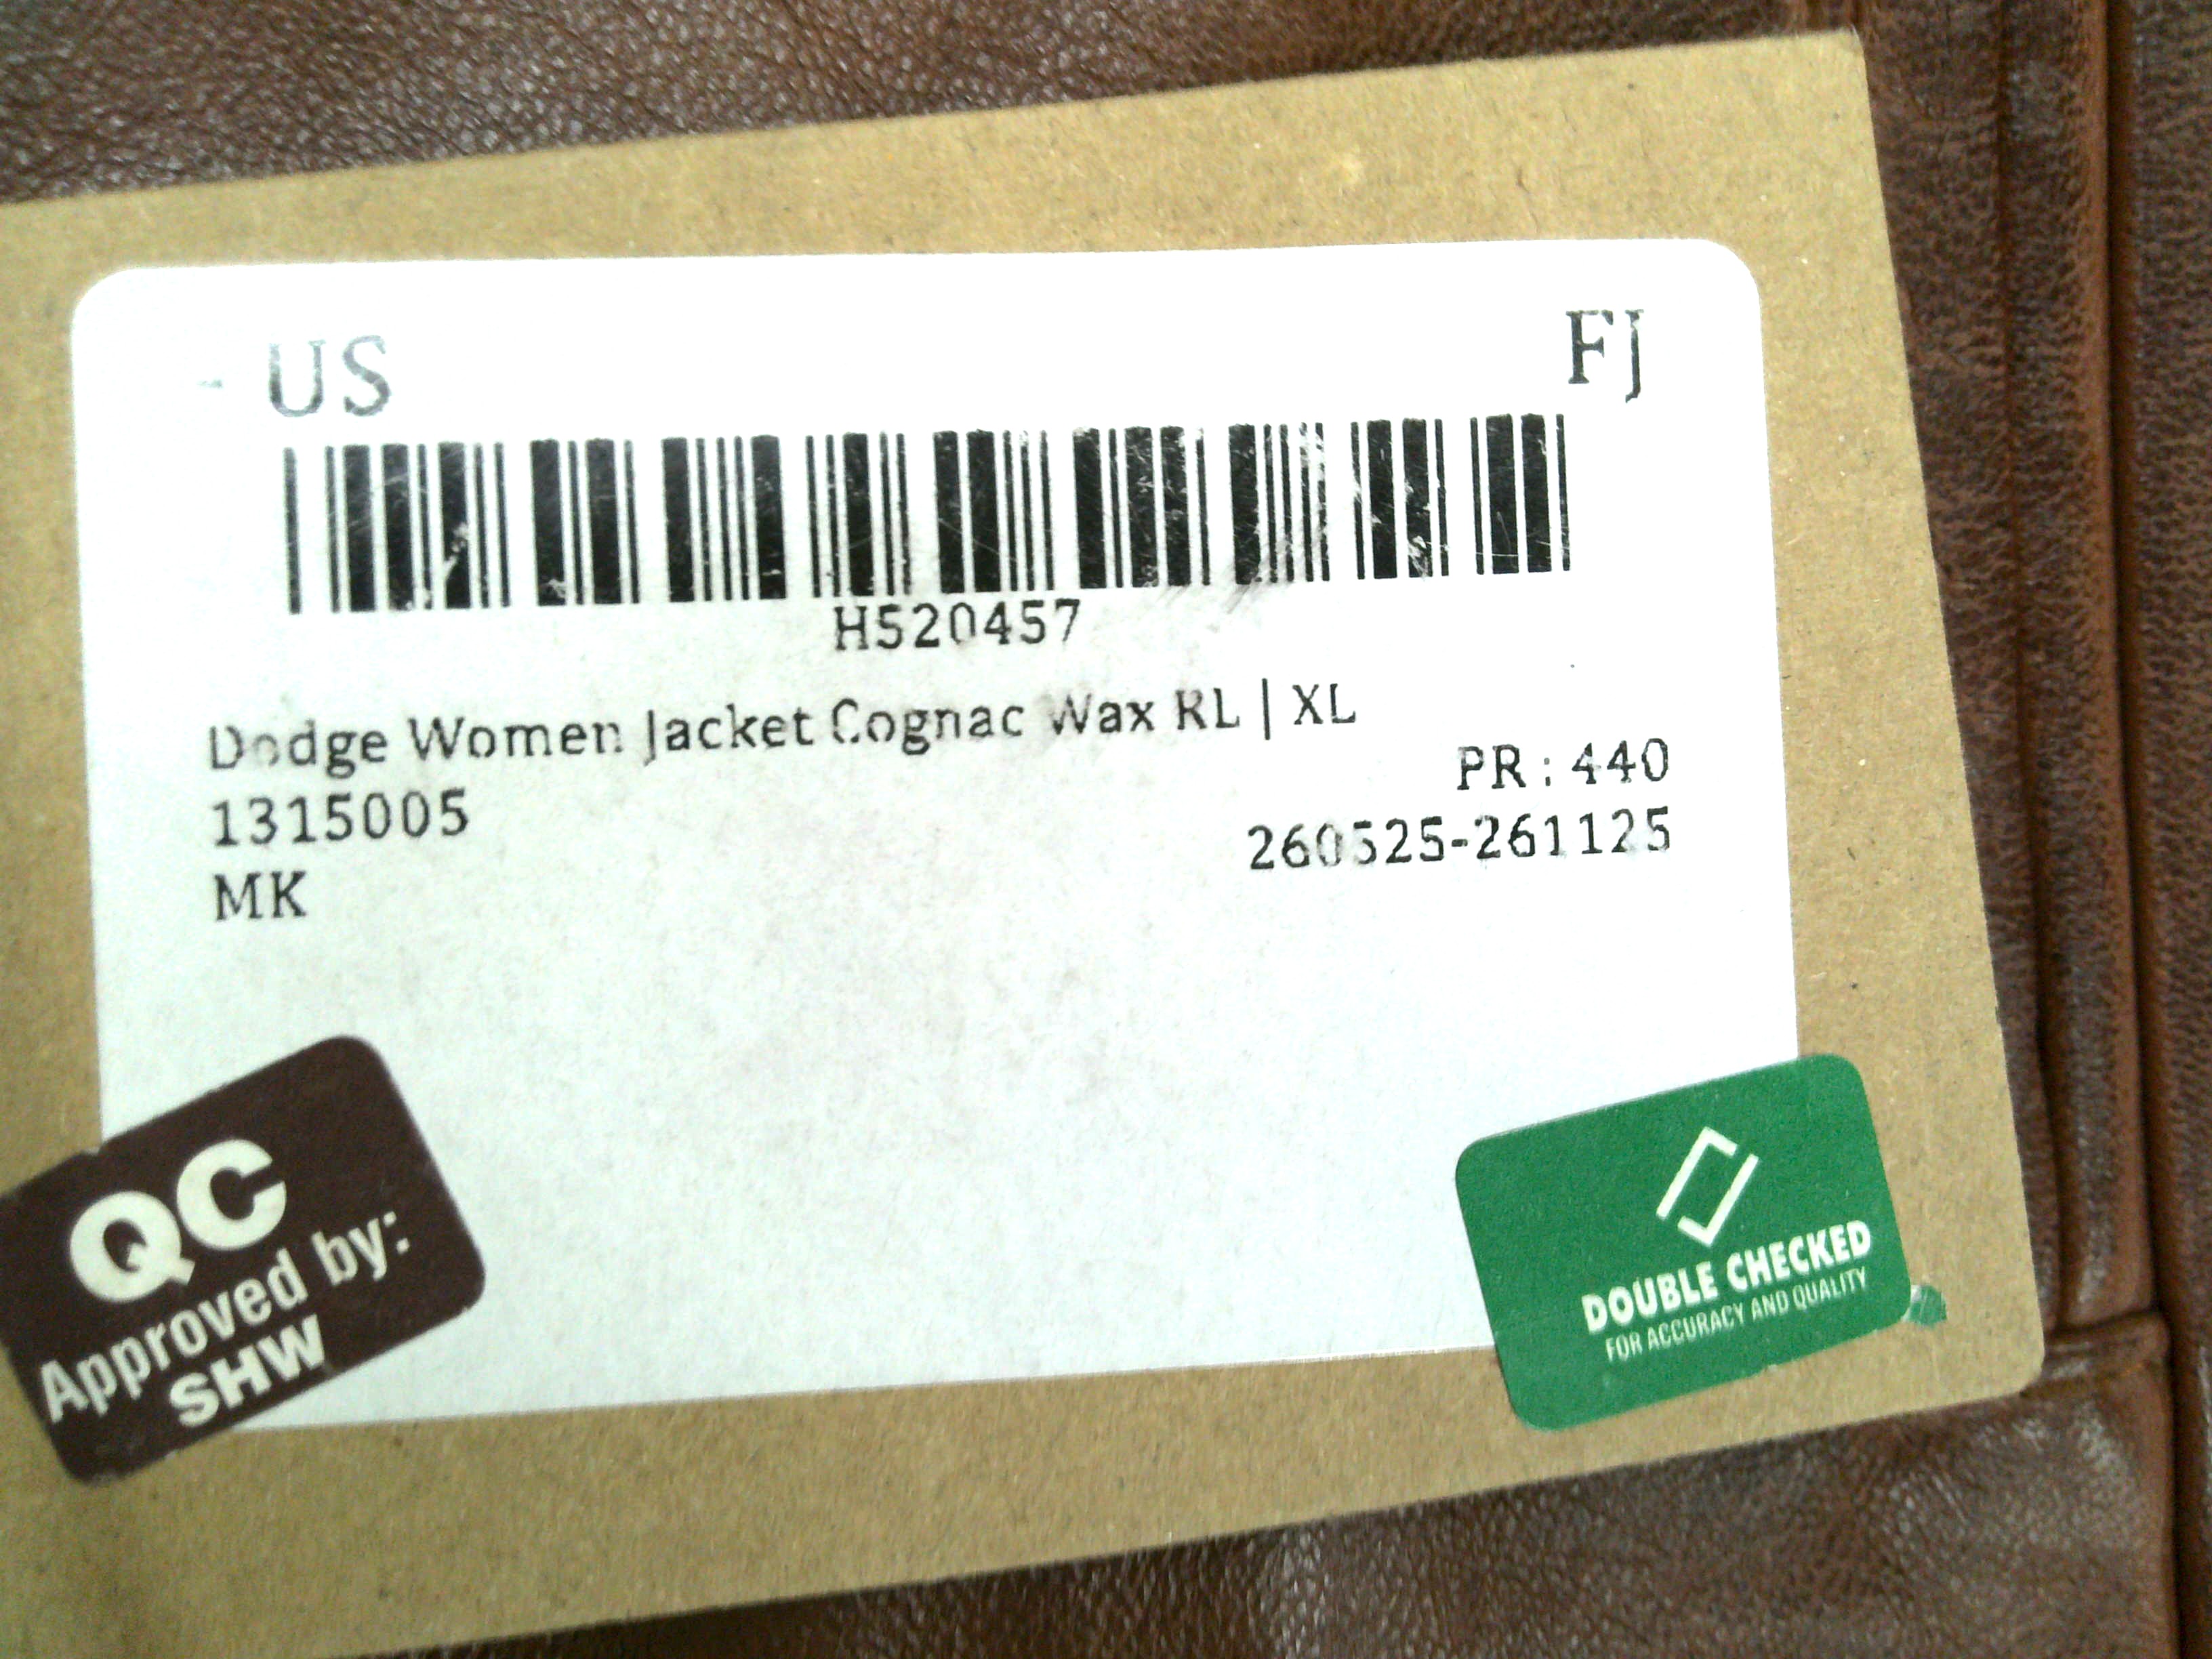 US FJ
H520457
Dodge Women Jacket Cognac Wax RL | XL
PR : 440
1315005
260525-261125
MK
QC
Approved by:
SHW
DOUBLE CHECKED
FOR ACCURACY AND QUALITY